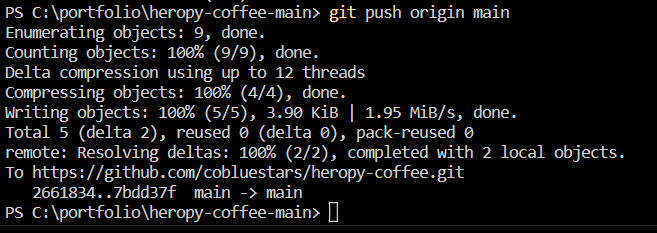 PS C:\portfolio\heropy-coffee-main> git push origin main
Enumerating objects: 9, done.
Counting objects: 100% (9/9), done.
Delta compression using up to 12 threads
Compressing objects: 100% (4/4), done.
Writing objects: 100% (5/5), 3.90 KiB | 1.95 MiB/s, done.
Total 5 (delta 2), reused 0 (delta 0), pack-reused 0
remote: Resolving deltas: 100% (2/2), completed with 2 local objects.
To https://github.com/cobluestars/heropy-coffee.git
   2661834..7bdd37f  main -> main
PS C:\portfolio\heropy-coffee-main>